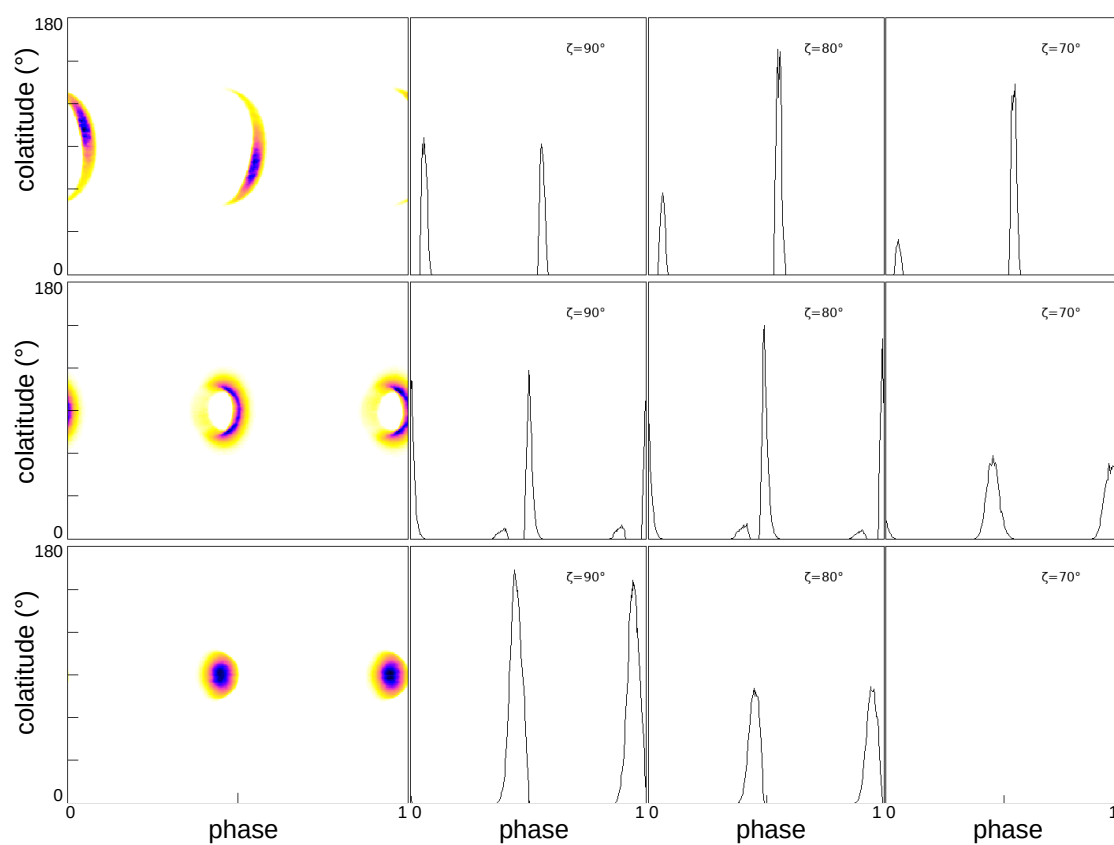 180
colatitude (°)
0
ζ=90°
ζ=80°
ζ=70°
180
colatitude (°)
0
ζ=90°
ζ=80°
ζ=70°
180
colatitude (°)
0
ζ=90°
ζ=80°
ζ=70°
0 1 0 1 0 1 0 1
phase phase phase phase